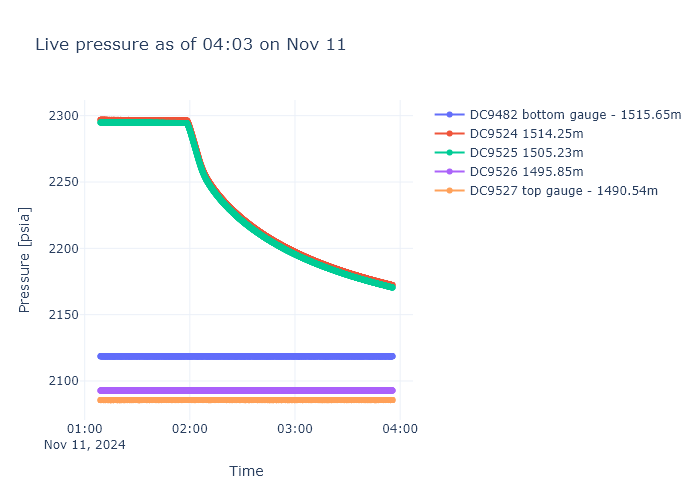 Live pressure as of 04:03 on Nov 11
2300
2250
2200
2150
2100
Pressure [psia]
01:00
Nov 11, 2024
02:00
03:00
04:00
Time
DC9482 bottom gauge - 1515.65m
DC9524 1514.25m
DC9525 1505.23m
DC9526 1495.85m
DC9527 top gauge - 1490.54m